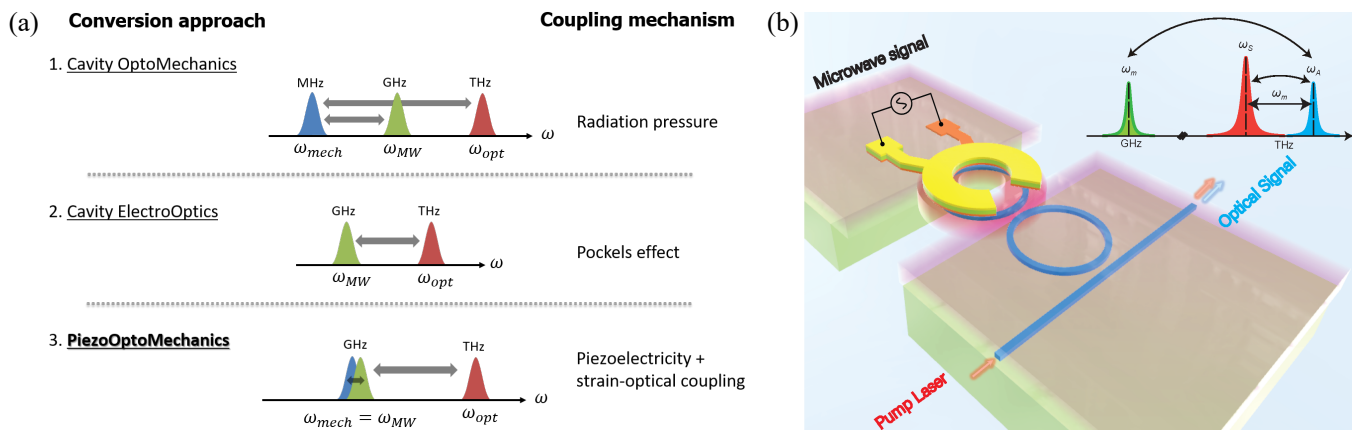 (a)
Conversion approach
Coupling mechanism
1. Cavity OptoMechanics
MHz
GHz
THz
ω
ω_mech
ω_MW
ω_opt
Radiation pressure
2. Cavity ElectroOptics
GHz
THz
ω
ω_MW
ω_opt
Pockels effect
3. PiezoOptoMechanics
GHz
THz
ω
ω_mech = ω_MW
ω_opt
Piezoelectricity +
strain-optical coupling
(b)
Microwave signal
ω_m
ω_S
ω_A
ω_m
GHz
THz
Optical Signal
Pump Laser